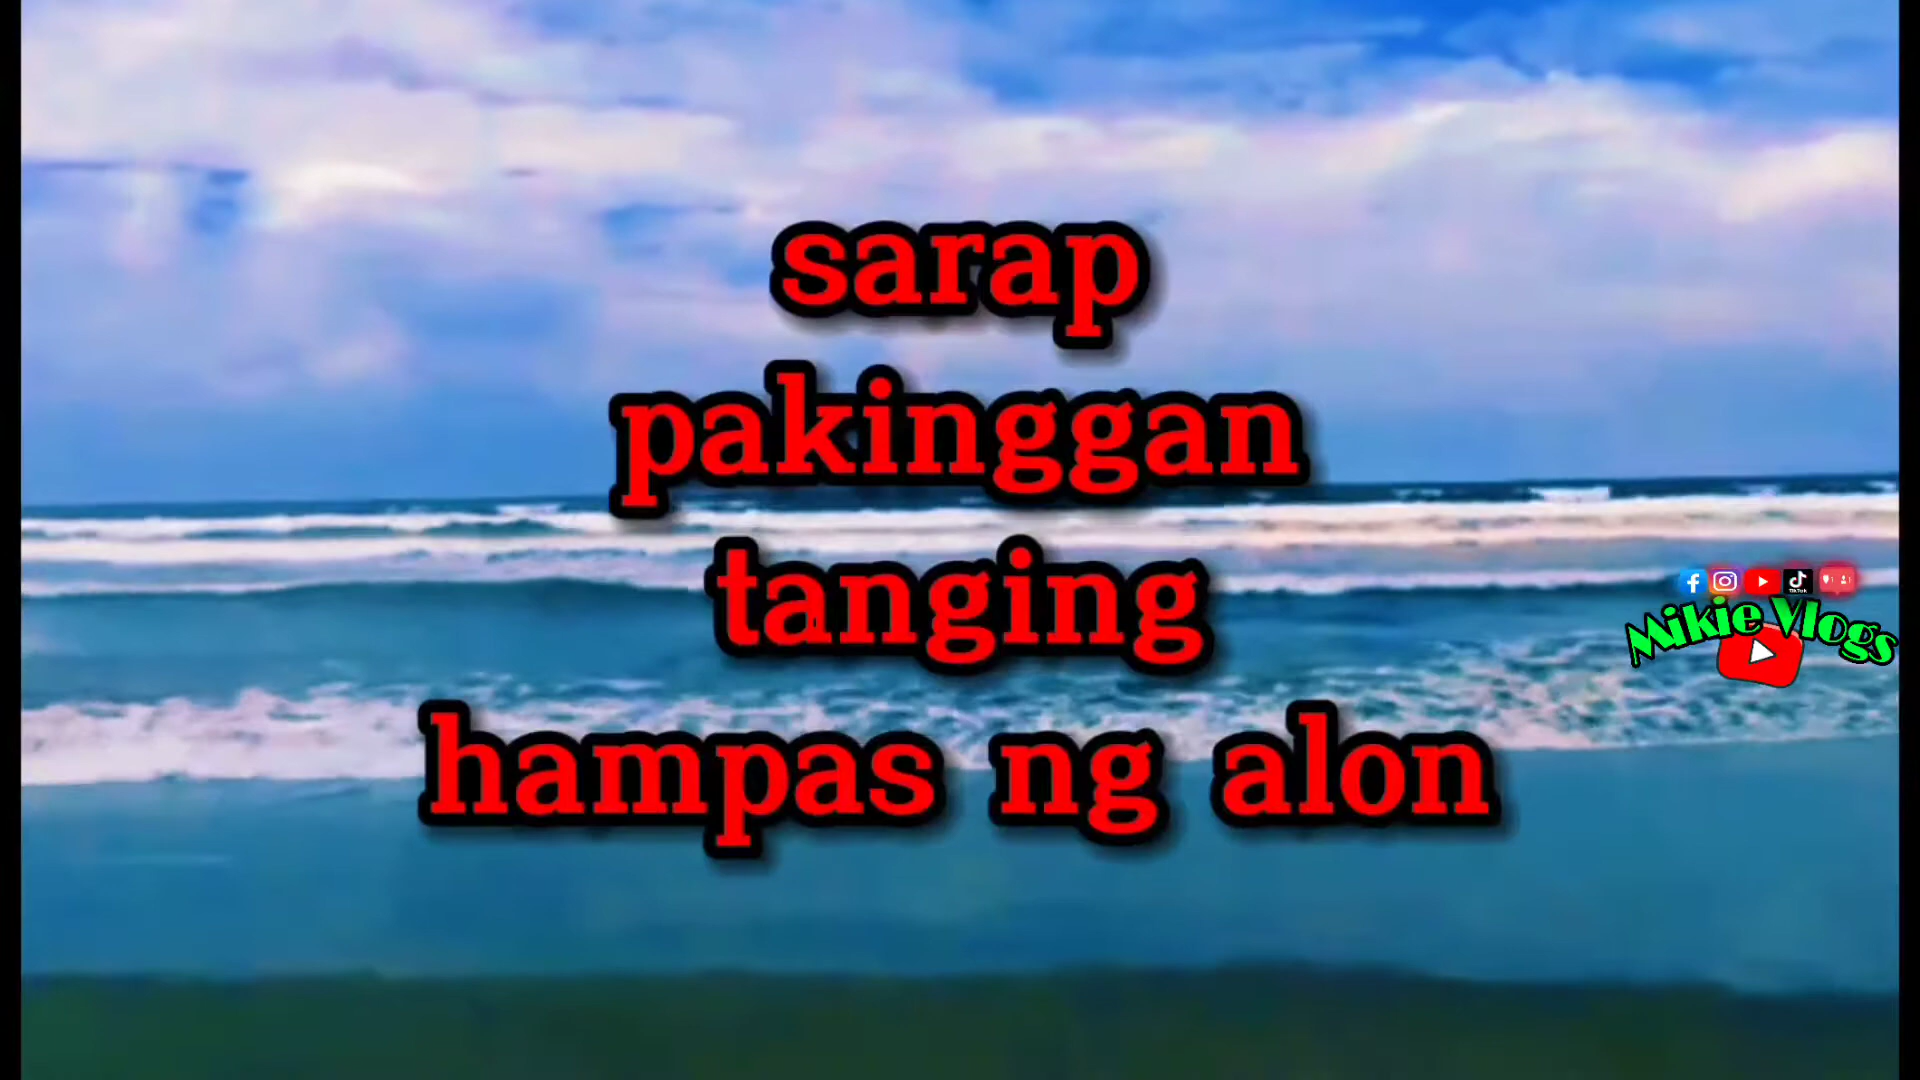 sarap
pakinggan
tanging
hampas ng alon
Mikie Vlogs